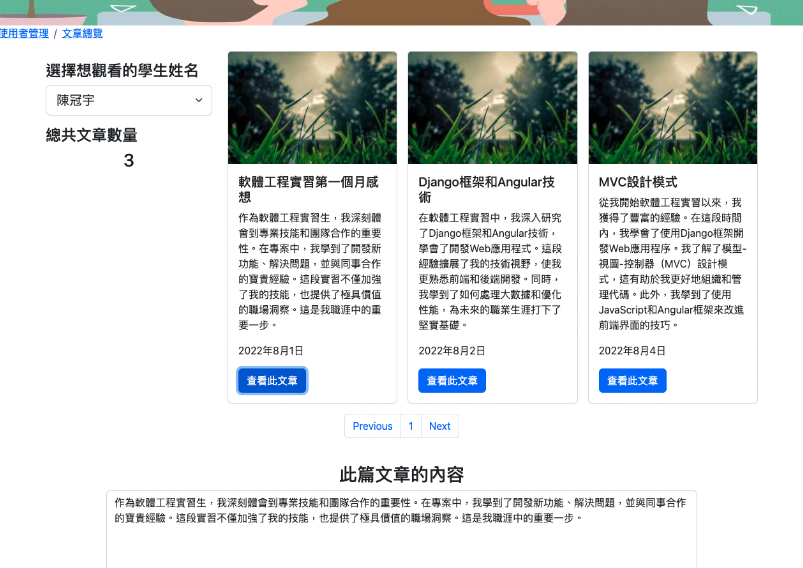 使用者管理 / 文章總覽
選擇想觀看的學生姓名
陳冠宇
總共文章數量
3
軟體工程實習第一個月感
想
作為軟體工程實習生，我深刻體
會到專業技能和團隊合作的重要
性。在專案中，我學到了開發新
功能、解決問題，並與同事合作
的寶貴經驗。這段實習不僅加強
了我的技能，也提供了極具價值
的職場洞察。這是我職涯中的重
要一步。
2022年8月1日
查看此文章
Django框架和Angular技
術
在軟體工程實習中，我深入研究
了Django框架和Angular技術，
學會了開發Web應用程式。這段
經驗擴展了我的技術視野，使我
更熟悉前端和後端開發。同時，
我學到了如何處理大數據和優化
性能，為未來的職業生涯打下了
堅實基礎。
2022年8月2日
查看此文章
MVC設計模式
從我開始軟體工程實習以來，我
獲得了豐富的經驗。在這段時間
內，我學會了使用Django框架開
發Web應用程序。我了解了模型-
視圖-控制器（MVC）設計模
式，這有助於我更好地組織和管
理代碼。此外，我學到了使用
JavaScript和Angular框架來改進
前端界面的技巧。
2022年8月4日
查看此文章
Previous 1 Next
此篇文章的內容
作為軟體工程實習生，我深刻體會到專業技能和團隊合作的重要性。在專案中，我學到了開發新功能、解決問題，並與同事合作
的寶貴經驗。這段實習不僅加強了我的技能，也提供了極具價值的職場洞察。這是我職涯中的重要一步。